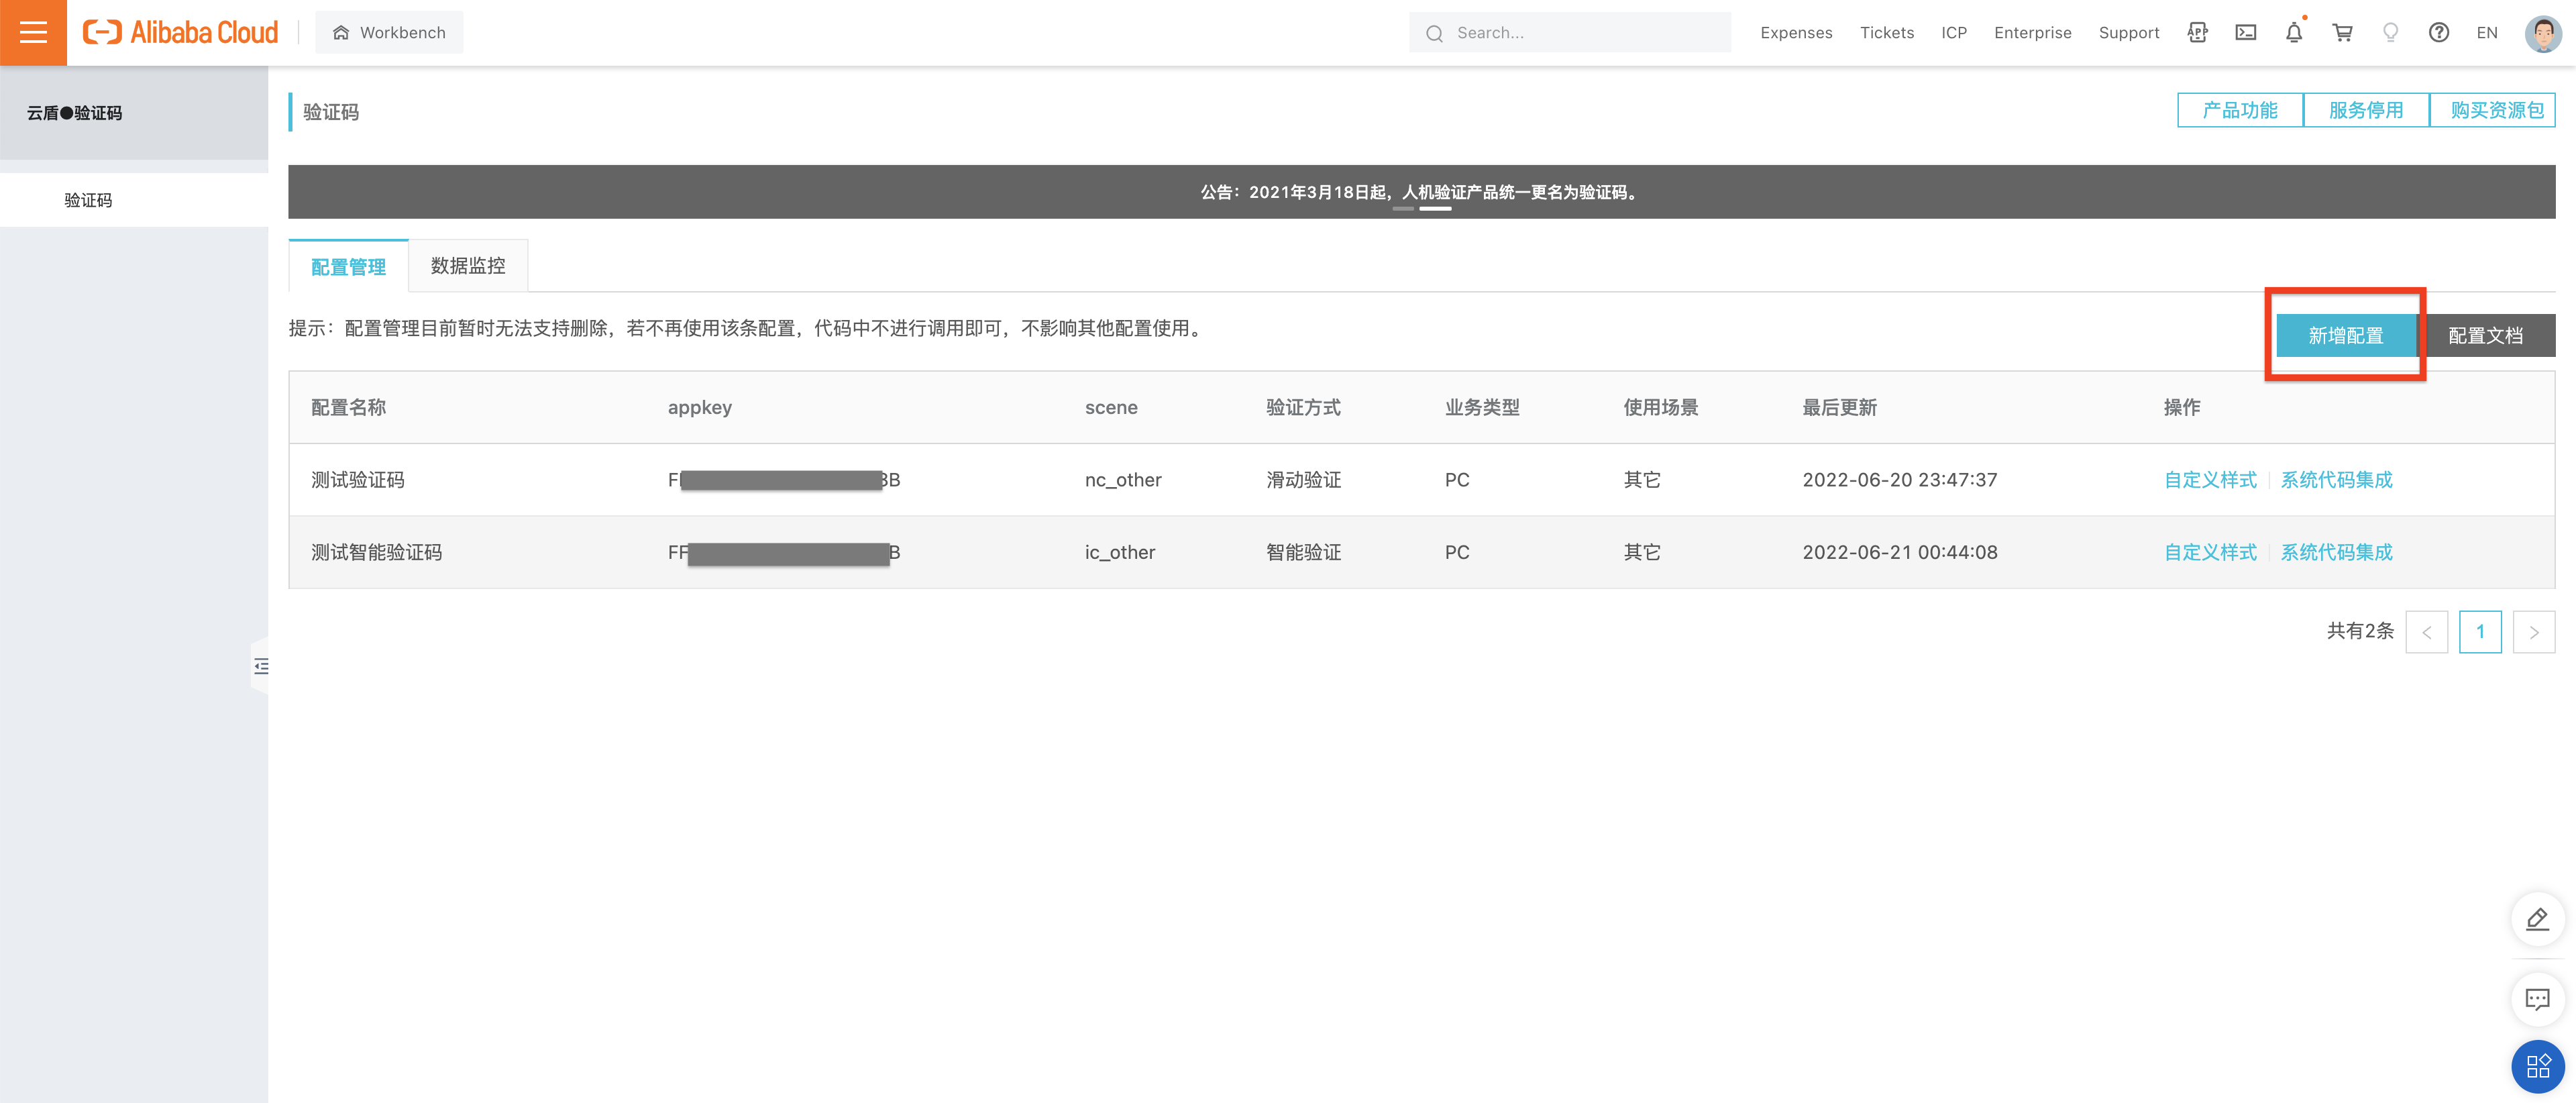 Alibaba Cloud
Workbench
Search...
Expenses
Tickets
ICP
Enterprise
Support
EN
云盾●验证码
验证码
验证码
产品功能
服务停用
购买资源包
公告：2021年3月18日起，人机验证产品统一更名为验证码。
配置管理
数据监控
提示：配置管理目前暂时无法支持删除，若不再使用该条配置，代码中不进行调用即可，不影响其他配置使用。
新增配置
配置文档
配置名称 appkey scene 验证方式 业务类型 使用场景 最后更新 操作
测试验证码 nc_other 滑动验证 PC 其它 2022-06-20 23:47:37 自定义样式 系统代码集成
测试智能验证码 FF B ic_other 智能验证 PC 其它 2022-06-21 00:44:08 自定义样式 系统代码集成
共有2条 < 1 >